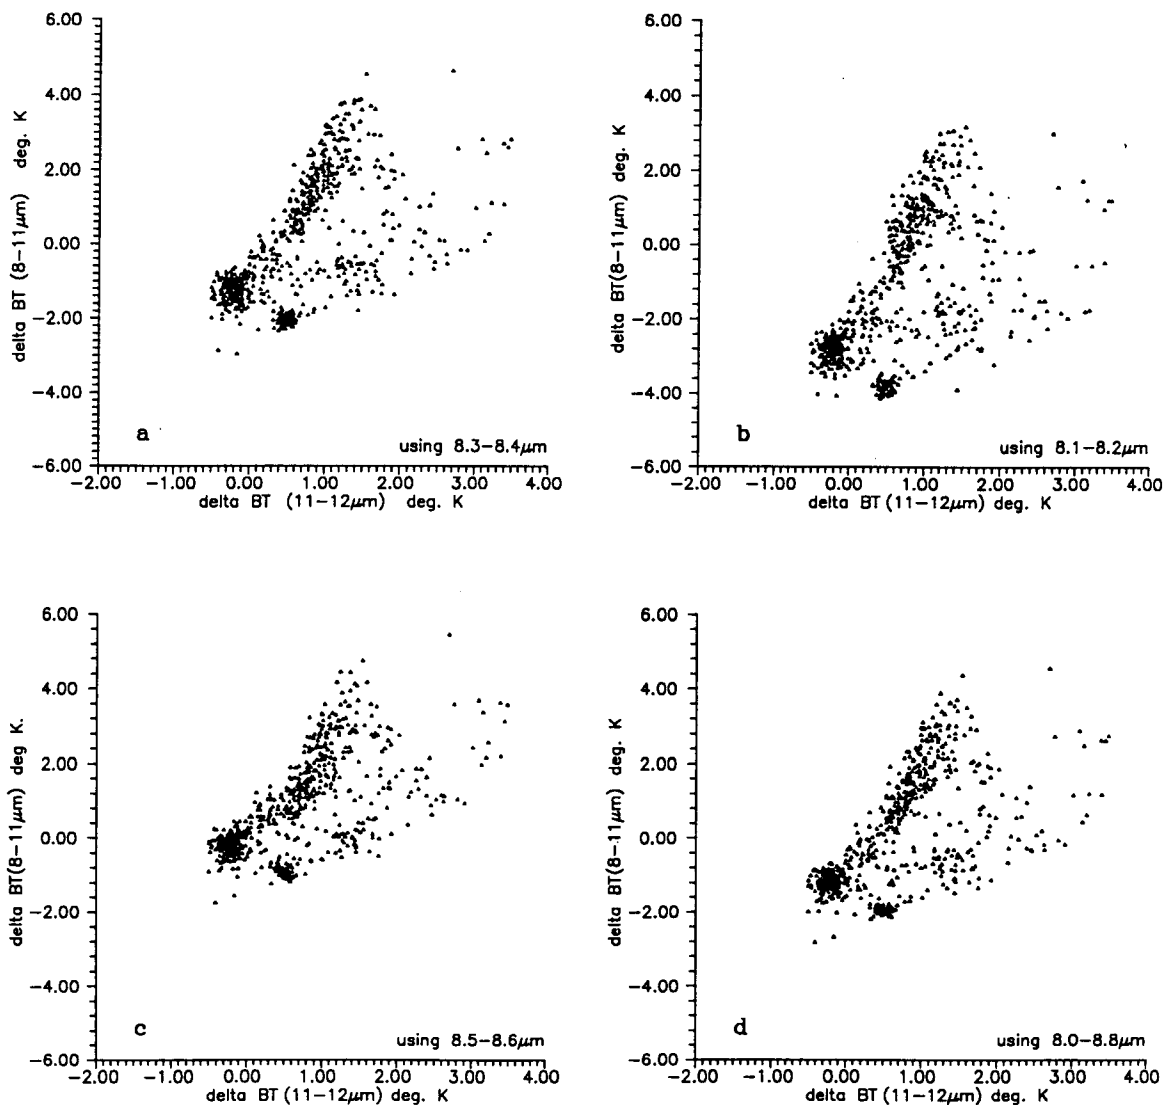 6.00
4.00
2.00
0.00
−2.00
−4.00
−6.00
delta BT (8−11μm) deg. K
a
using 8.3−8.4μm
−2.00 −1.00 0.00 1.00 2.00 3.00 4.00
delta BT (11−12μm) deg. K
6.00
4.00
2.00
0.00
−2.00
−4.00
−6.00
delta BT(8−11μm) deg. K
b
using 8.1−8.2μm
−2.00 −1.00 0.00 1.00 2.00 3.00 4.00
delta BT (11−12μm) deg. K
6.00
4.00
2.00
0.00
−2.00
−4.00
−6.00
delta BT(8−11μm) deg K.
c
using 8.5−8.6μm
−2.00 −1.00 0.00 1.00 2.00 3.00 4.00
delta BT (11−12μm) deg. K
6.00
4.00
2.00
0.00
−2.00
−4.00
−6.00
delta BT(8−11μm) deg. K
d
using 8.0−8.8μm
−2.00 −1.00 0.00 1.00 2.00 3.00 4.00
delta BT (11−12μm) deg. K